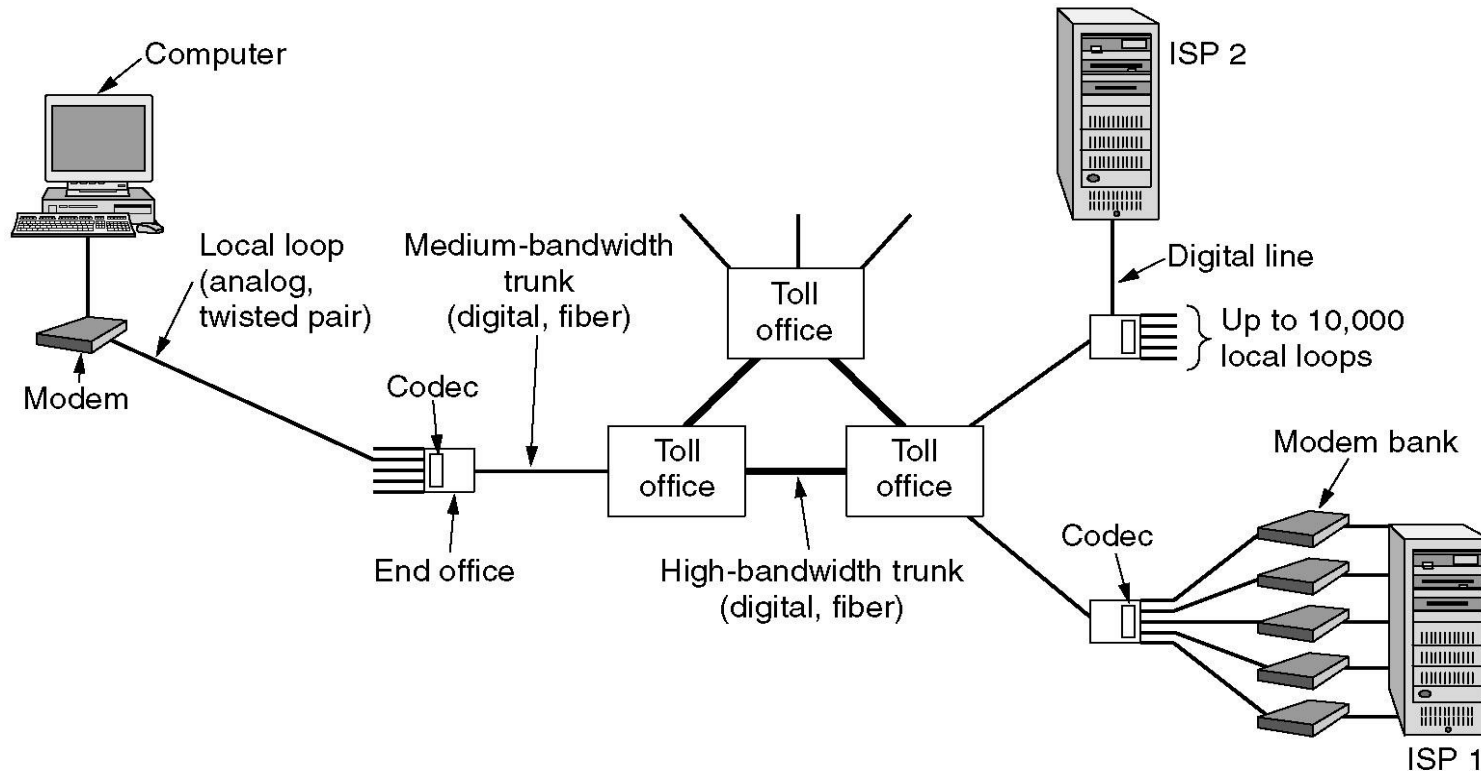 Computer
ISP 2
Local loop
(analog,
twisted pair)
Medium-bandwidth
trunk
(digital, fiber)
Digital line
Toll
office
Up to 10,000
local loops
Modem
Codec
Toll
office
Toll
office
Modem bank
End office
High-bandwidth trunk
(digital, fiber)
Codec
ISP 1